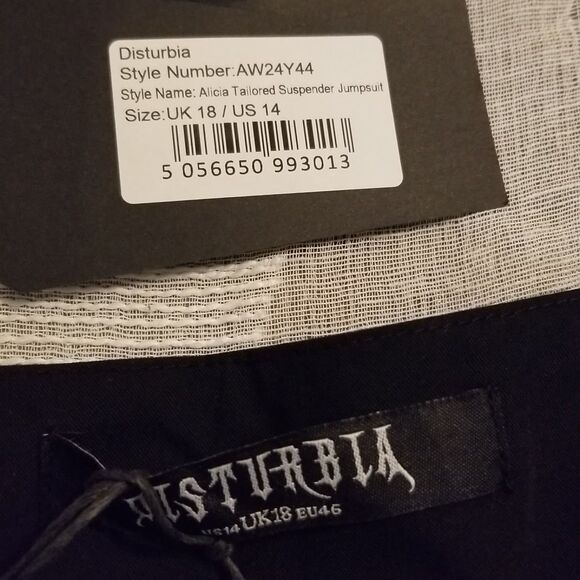 Disturbia
Style Number:AW24Y44
Style Name: Alicia Tailored Suspender Jumpsuit
Size:UK 18 / US 14
5 056650 993013
DISTURBIA
US14 UK18 EU46